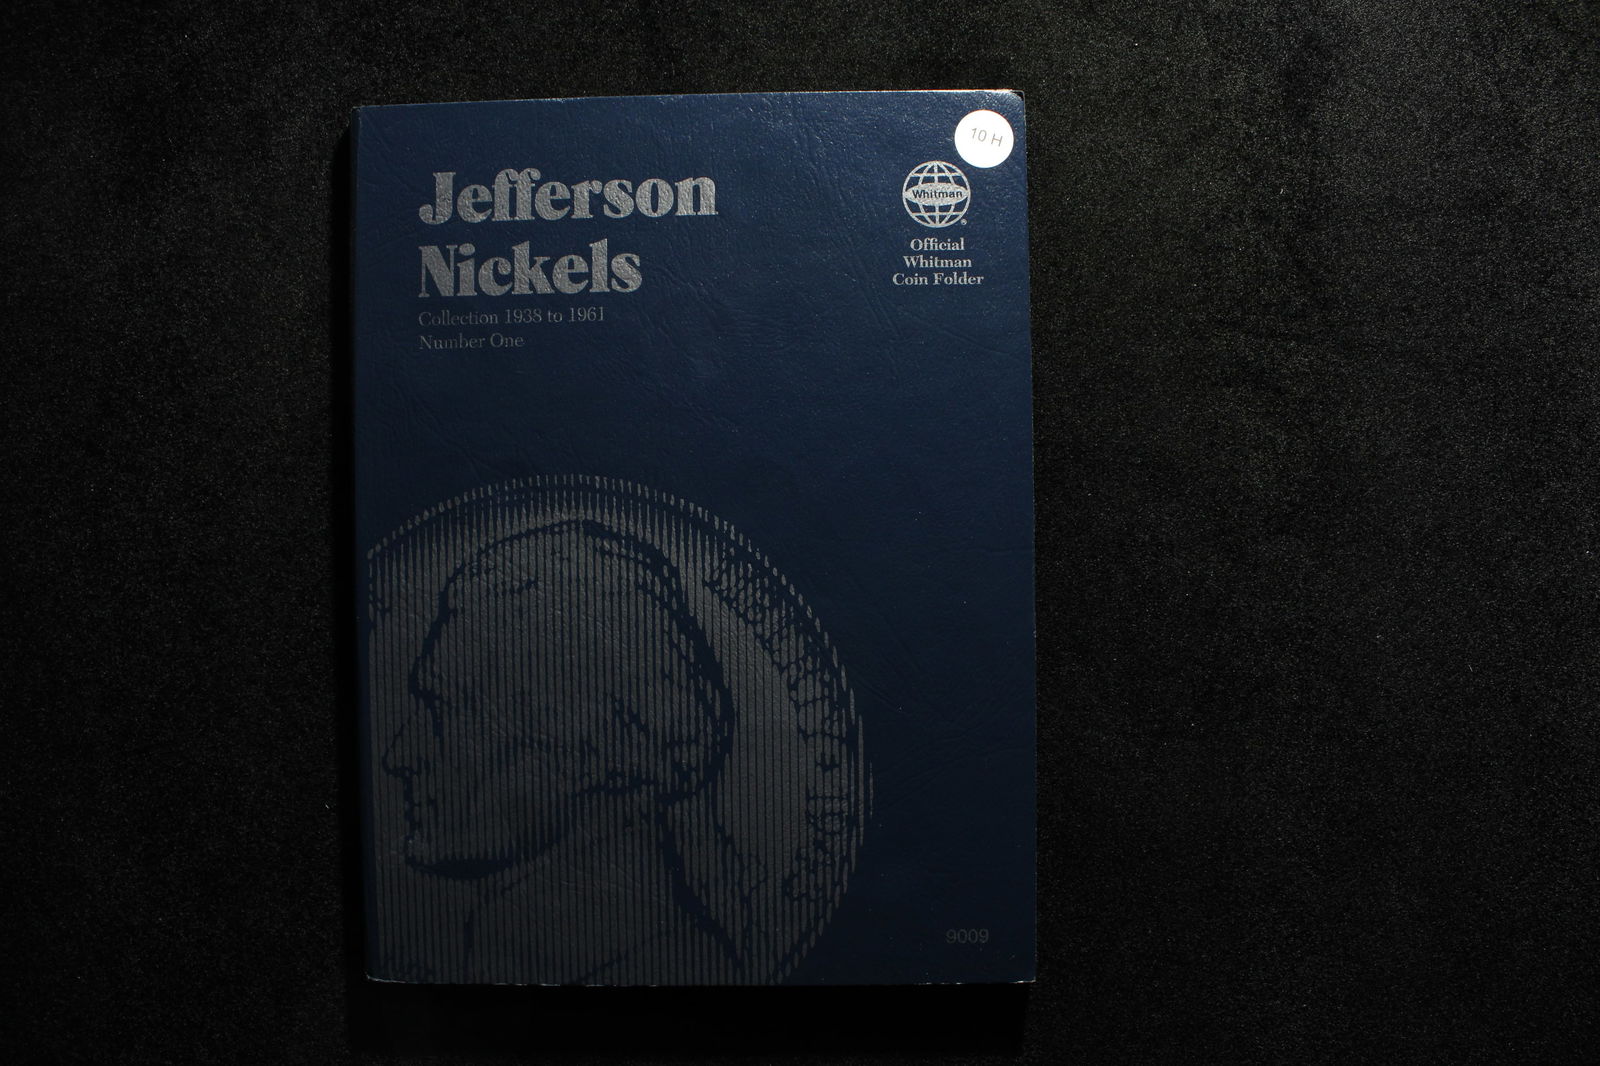 10 H
Jefferson
Nickels
Collection 1938 to 1961
Number One
Whitman
®
Official
Whitman
Coin Folder
9009